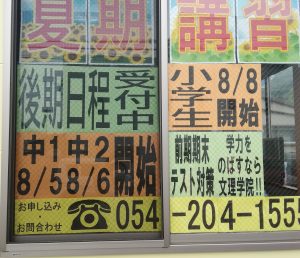 夏期講習
後期日程
受付中
小学生
8/8
開始
中1中2
8/5 8/6
開始
前期期末
テスト対策
学力を
のばすなら
文理学院!!
お申し込み
・
お問合わせ
☎054-204-1555